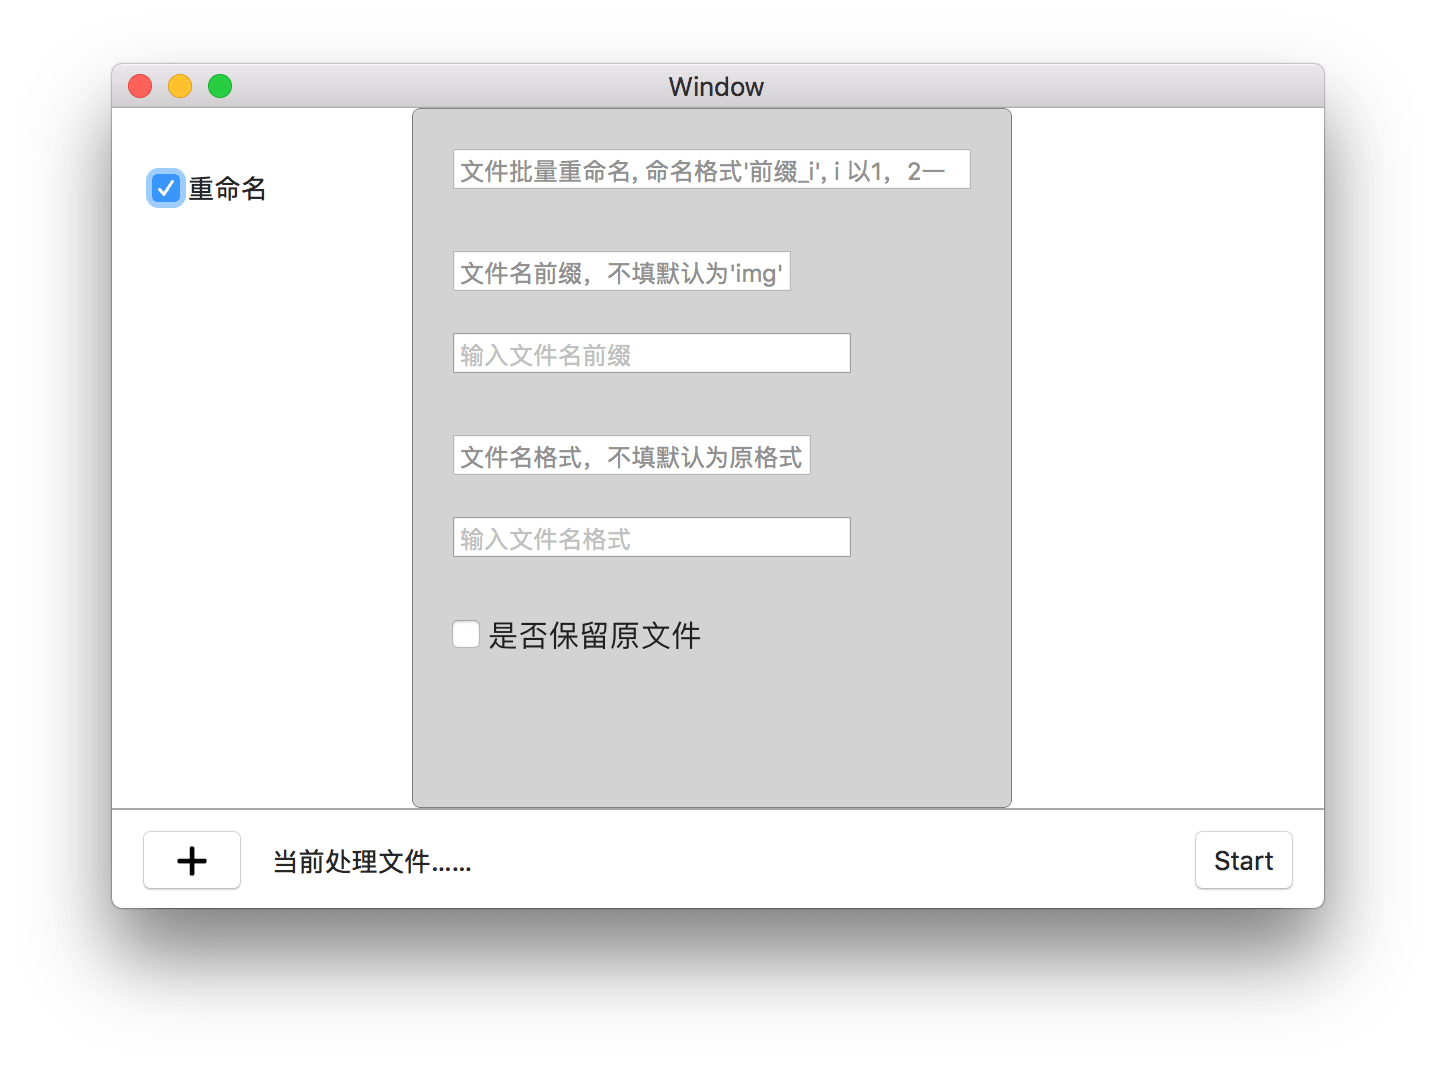 Window
重命名
文件批量重命名, 命名格式'前缀_i', i 以1，2一
文件名前缀，不填默认为'img'
输入文件名前缀
文件名格式，不填默认为原格式
输入文件名格式
是否保留原文件
当前处理文件......
Start